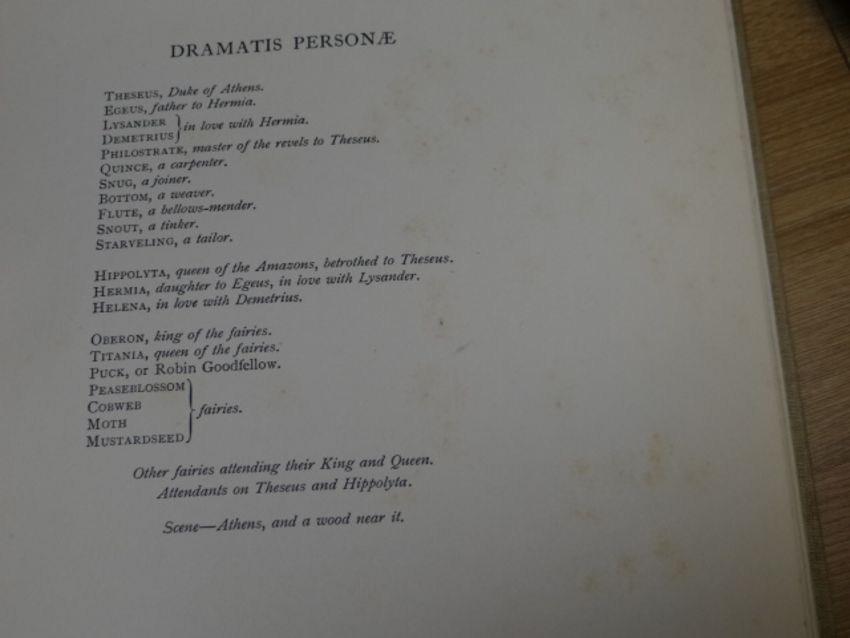 DRAMATIS PERSONÆ
THESEUS, Duke of Athens.
EGEUS, father to Hermia.
LYSANDER
DEMETRIUS
in love with Hermia.
PHILOSTRATE, master of the revels to Theseus.
QUINCE, a carpenter.
SNUG, a joiner.
BOTTOM, a weaver.
FLUTE, a bellows-mender.
SNOUT, a tinker.
STARVELING, a tailor.
HIPPOLYTA, queen of the Amazons, betrothed to Theseus.
HERMIA, daughter to Egeus, in love with Lysander.
HELENA, in love with Demetrius.
OBERON, king of the fairies.
TITANIA, queen of the fairies.
PUCK, or Robin Goodfellow.
PEASEBLOSSOM
COBWEB
MOTH
MUSTARDSEED
fairies.
Other fairies attending their King and Queen.
Attendants on Theseus and Hippolyta.
Scene—Athens, and a wood near it.